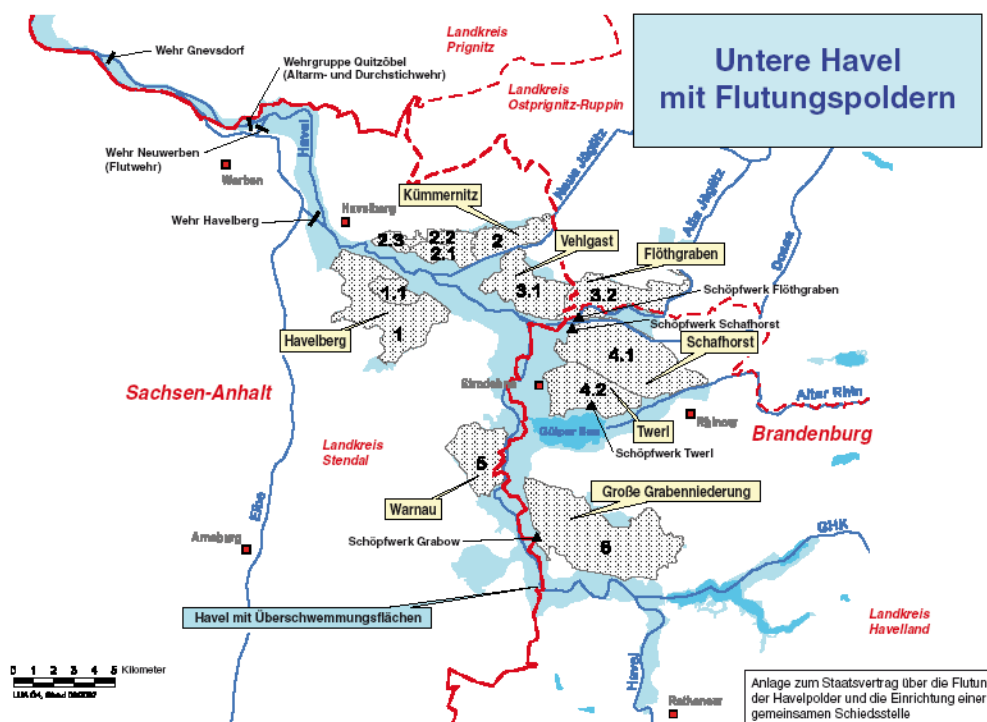 Untere Havel
mit Flutungspoldern
Landkreis
Prignitz
Landkreis
Ostprignitz-Ruppin
Wehr Gnevsdorf
Wehrgruppe Quitzöbel
(Altarm- und Durchstichwehr)
Havel
Wehr Neuwerben
(Flutwehr)
Werben
Neue Jäglitz
Alte Jäglitz
Dosse
Kümmernitz
Havelberg
Wehr Havelberg
2.3
2.2
2.1
2
Vehlgast
Flöthgraben
3.1
3.2
Schöpfwerk Flöthgraben
1.1
1
Havelberg
Schöpfwerk Schafhorst
Schafhorst
4.1
4.2
Sachsen-Anhalt
Alter Rhin
Rhinow
Twerl
Brandenburg
Gülper See
Schöpfwerk Twerl
Landkreis
Stendal
5
Warnau
Große Grabenniederung
6
Elbe
Arneburg
Schöpfwerk Grabow
GHK
Havel mit Überschwemmungsflächen
Landkreis
Havelland
Havel
Rathenow
0 1 2 3 4 5 Kilometer
Anlage zum Staatsvertrag über die Flutun
der Havelpolder und die Einrichtung einer
gemeinsamen Schiedsstelle